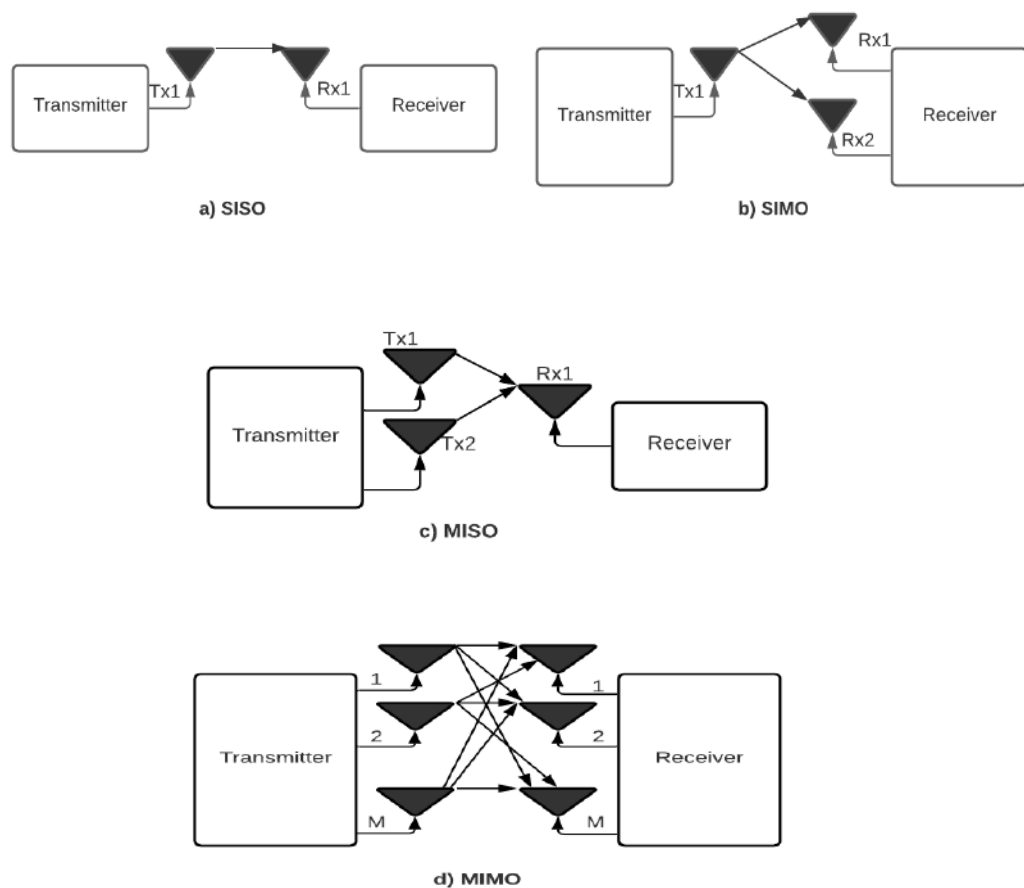 Transmitter
Tx1
Rx1
Receiver
a) SISO
Transmitter
Tx1
Rx1
Rx2
Receiver
b) SIMO
Transmitter
Tx1
Tx2
Rx1
Receiver
c) MISO
Transmitter
1
2
M
1
2
M
Receiver
d) MIMO